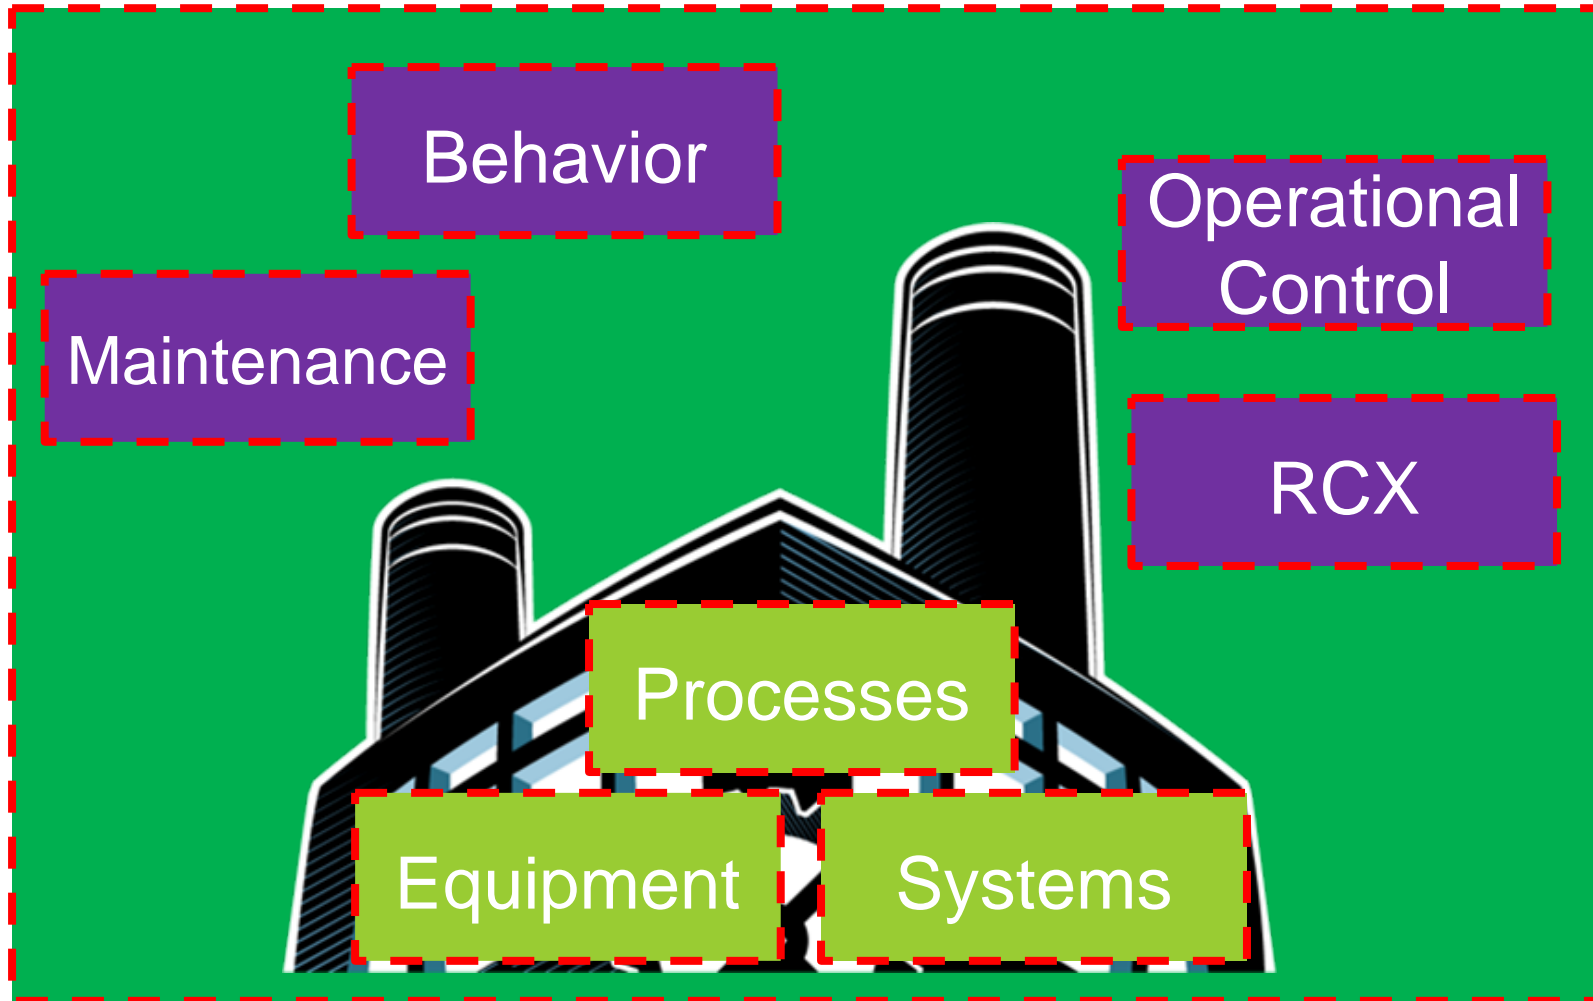 Behavior
Operational
Control
Maintenance
RCX
Processes
Equipment
Systems